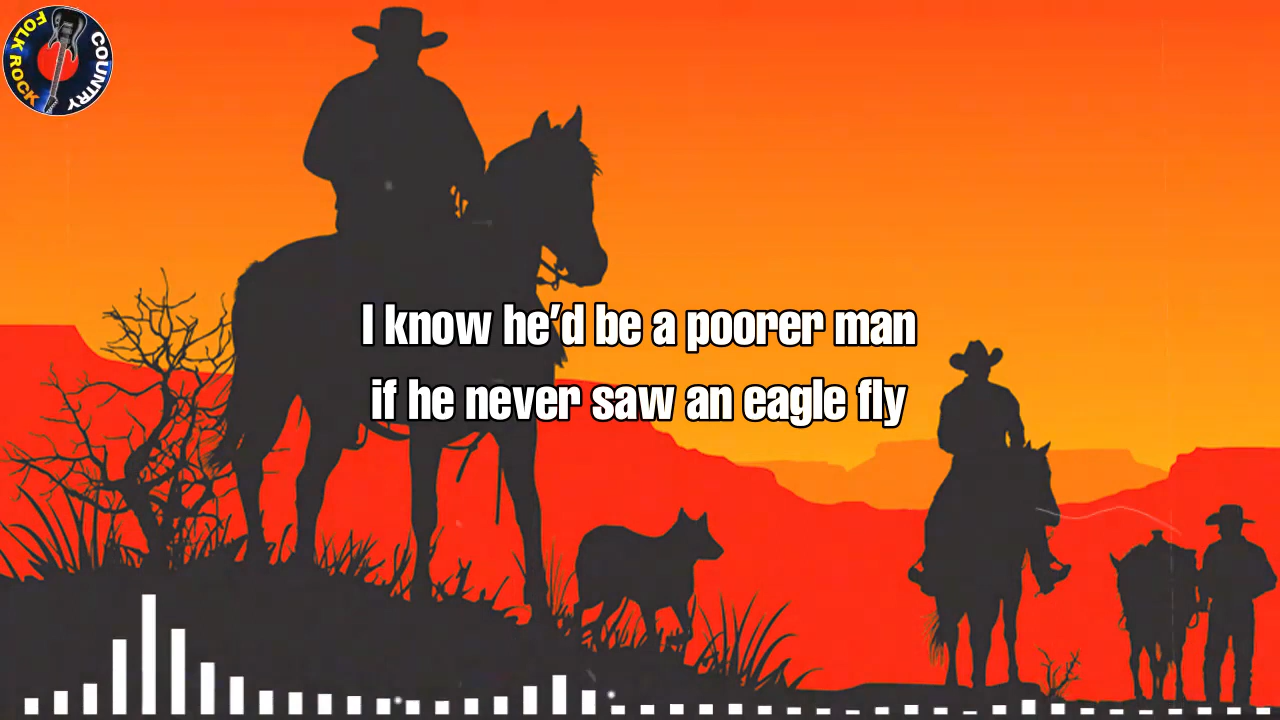 FOLK ROCK
COUNTRY
I know he'd be a poorer man
if he never saw an eagle fly